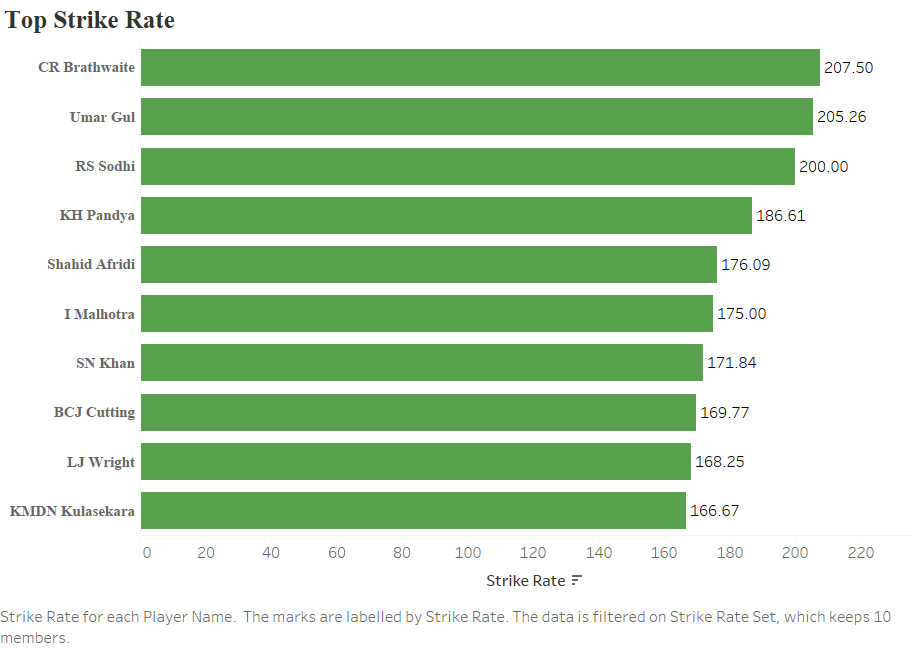 Top Strike Rate
CR Brathwaite 207.50
Umar Gul 205.26
RS Sodhi 200.00
KH Pandya 186.61
Shahid Afridi 176.09
I Malhotra 175.00
SN Khan 171.84
BCJ Cutting 169.77
LJ Wright 168.25
KMDN Kulasekara 166.67
0 20 40 60 80 100 120 140 160 180 200 220
Strike Rate
Strike Rate for each Player Name.  The marks are labelled by Strike Rate. The data is filtered on Strike Rate Set, which keeps 10
members.